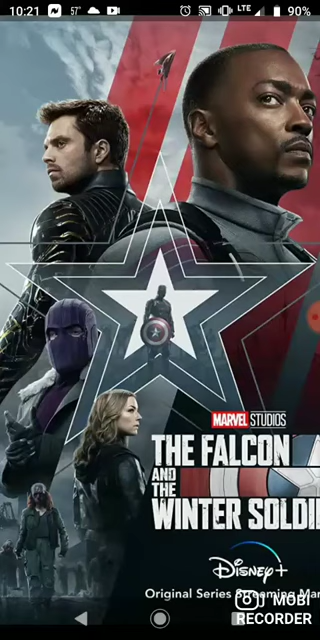 10:21 57° LTE 90%
MARVEL STUDIOS
THE FALCON
AND
THE
WINTER SOLDI
Disney+
Original Series Streaming Mar
MOBI
RECORDER